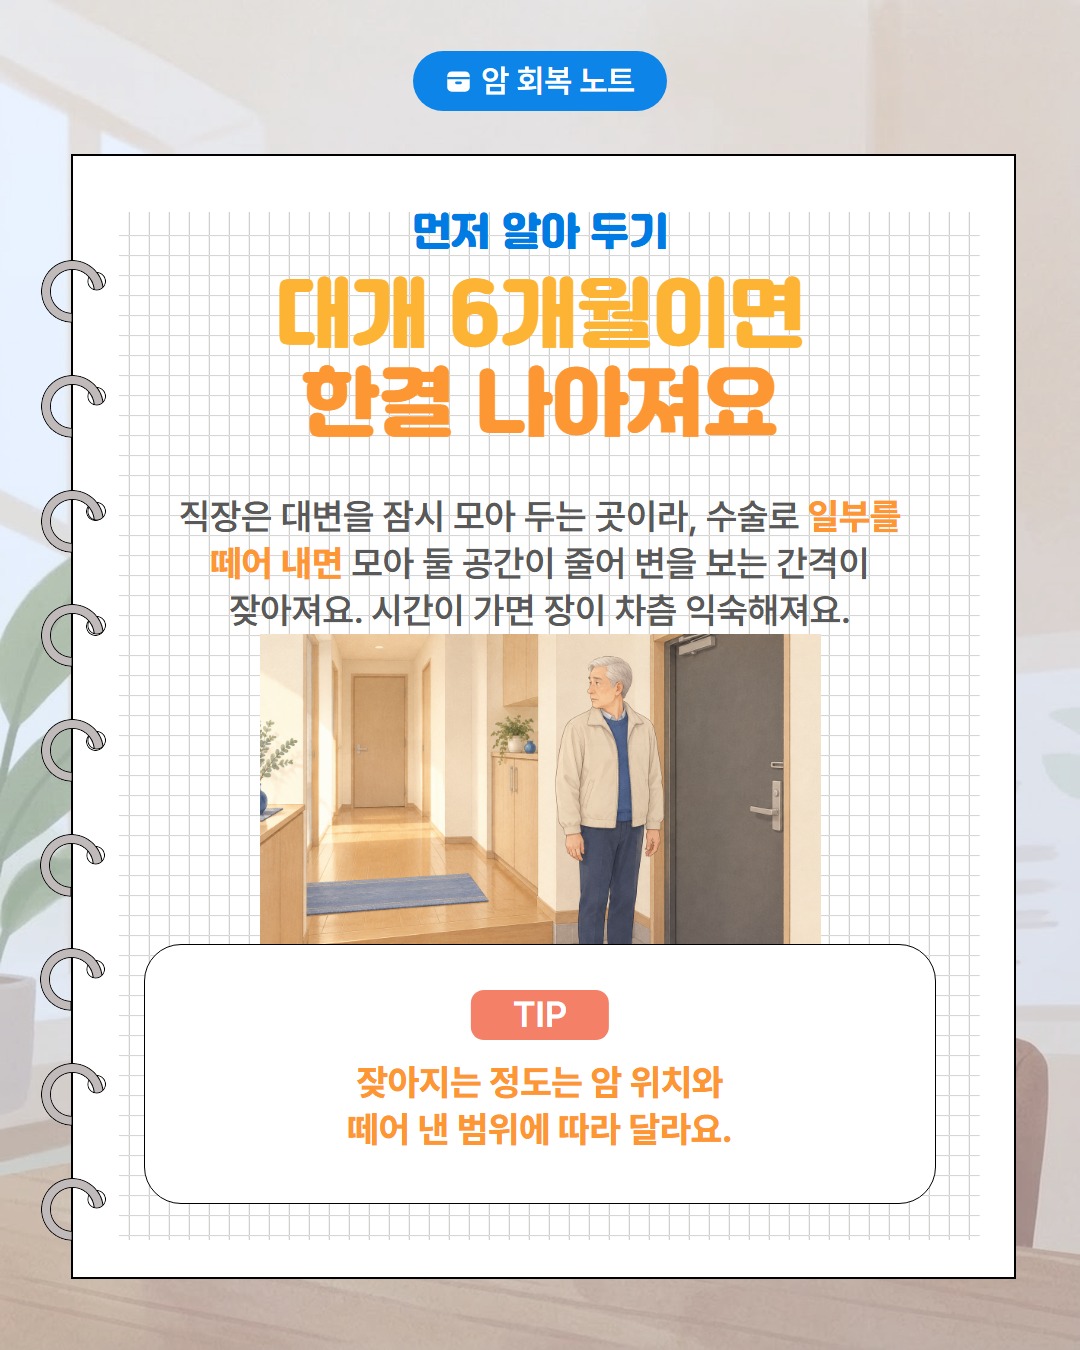 암 회복 노트
먼저 알아 두기
대개 6개월이면
한결 나아져요
직장은 대변을 잠시 모아 두는 곳이라, 수술로 일부를
떼어 내면 모아 둘 공간이 줄어 변을 보는 간격이
잦아져요. 시간이 가면 장이 차츰 익숙해져요.
TIP
잦아지는 정도는 암 위치와
떼어 낸 범위에 따라 달라요.